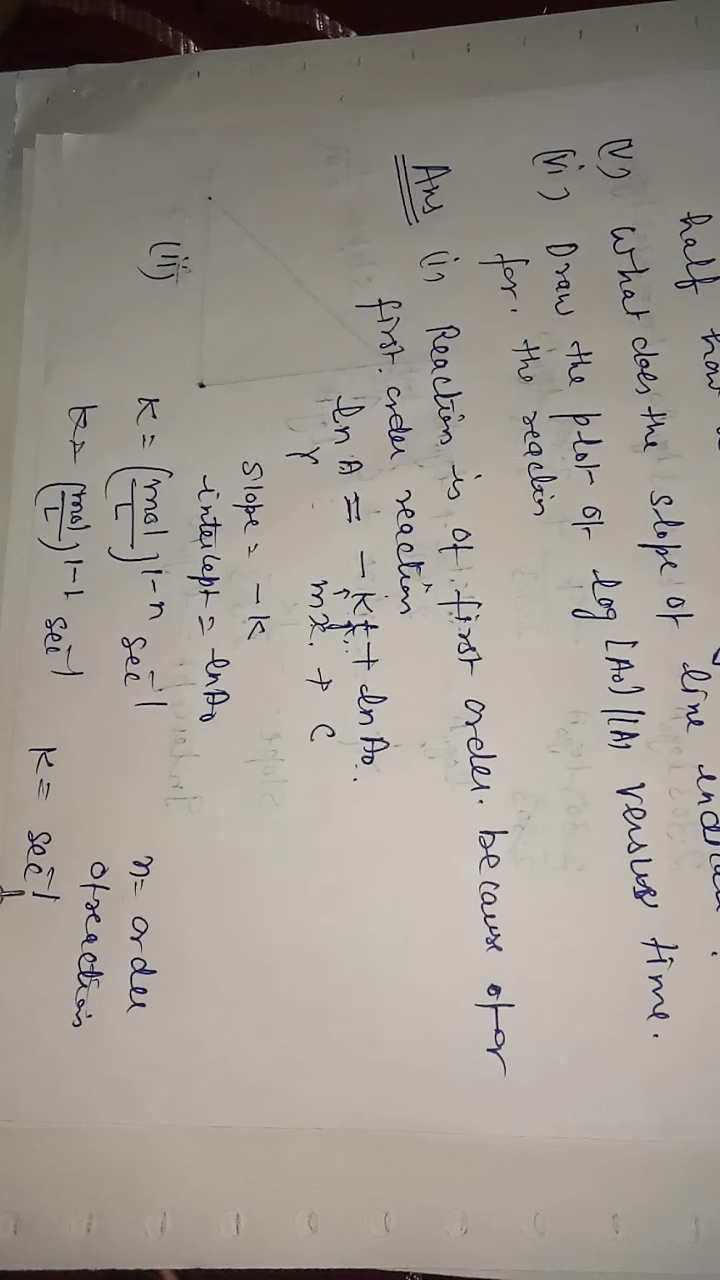 half how
(V) What does the slope of line
(vi) Draw the plot of log [A₀) /(A) versus time.
for. the reaction
Ans (i) Reaction is of first order. because of or
first. order reaction
ln A = -kt + ln A₀.
y mx. + C
Slope = -K
intercept = ln A₀
(ii) K = (mol/L)^1-n sec^-1 n= order
of reaction
K= (mol/L)^1-1 sec^-1 K = sec^-1